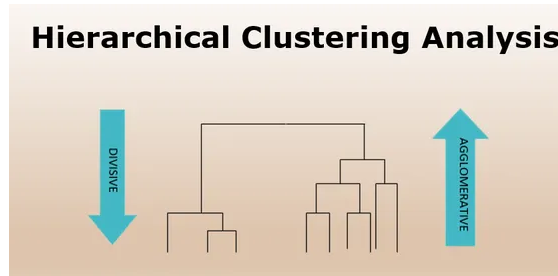 Hierarchical Clustering Analysis
DIVISIVE
AGGLOMERATIVE